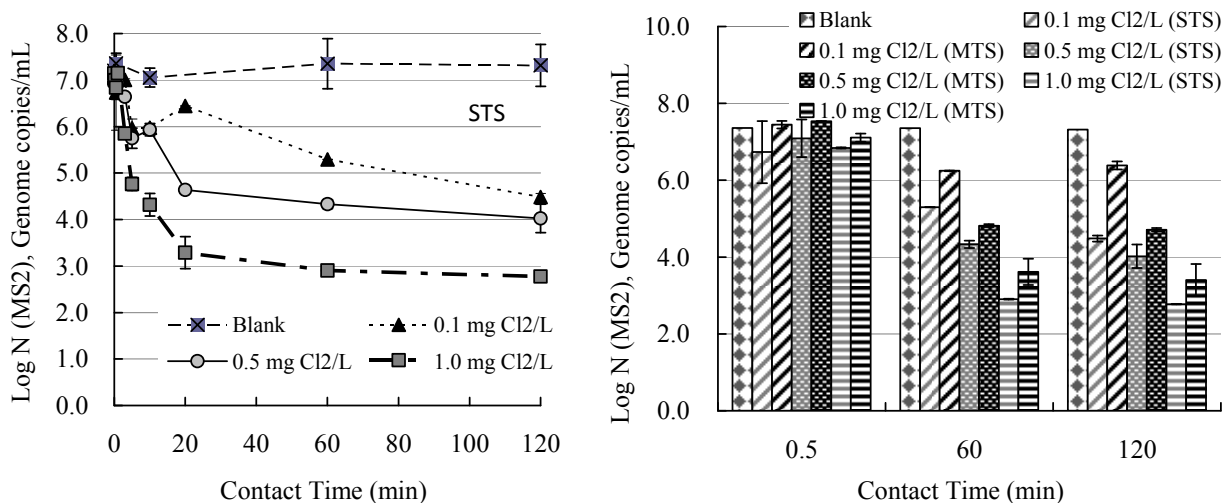 Log N (MS2), Genome copies/mL
8.0
7.0
6.0
5.0
4.0
3.0
2.0
1.0
0.0
STS
Blank
0.1 mg Cl2/L
0.5 mg Cl2/L
1.0 mg Cl2/L
0 20 40 60 80 100 120
Contact Time (min)
Log N (MS2), Genome copies/mL
10.0
8.0
6.0
4.0
2.0
0.0
Blank
0.1 mg Cl2/L (STS)
0.1 mg Cl2/L (MTS)
0.5 mg Cl2/L (STS)
0.5 mg Cl2/L (MTS)
1.0 mg Cl2/L (STS)
1.0 mg Cl2/L (MTS)
0.5 60 120
Contact Time (min)